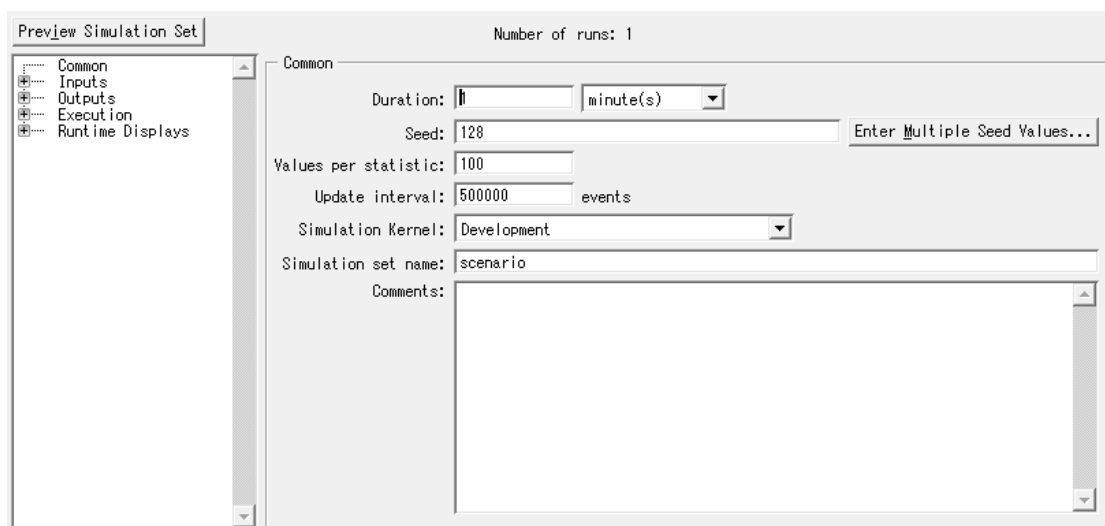 Preview Simulation Set
Number of runs: 1
Common
Inputs
Outputs
Execution
Runtime Displays
Common
Duration: 1 minute(s)
Seed: 128 Enter Multiple Seed Values...
Values per statistic: 100
Update interval: 500000 events
Simulation Kernel: Development
Simulation set name: scenario
Comments: